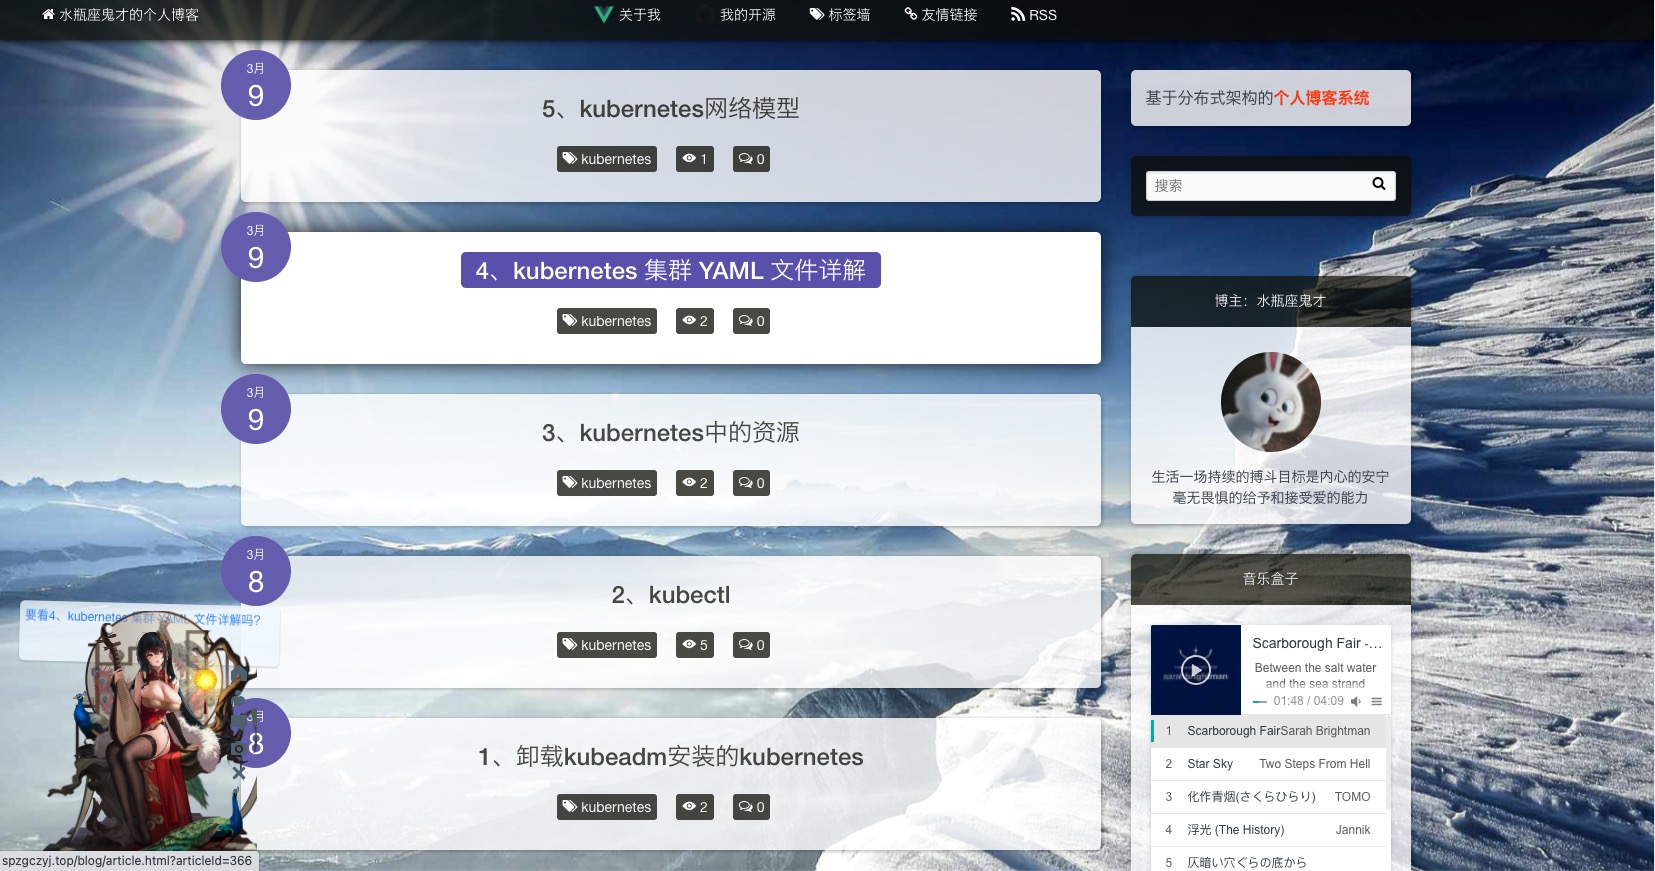 水瓶座鬼才的个人博客
关于我
我的开源
标签墙
友情链接
RSS
3月
9
5、kubernetes网络模型
kubernetes
1
0
3月
9
4、kubernetes 集群 YAML 文件详解
kubernetes
2
0
3月
9
3、kubernetes中的资源
kubernetes
2
0
3月
8
2、kubectl
kubernetes
5
0
3月
8
1、卸载kubeadm安装的kubernetes
kubernetes
2
0
要看4、kubernetes 集群 YAML 文件详解吗?
spzgczyj.top/blog/article.html?articleId=366
基于分布式架构的个人博客系统
搜索
博主：水瓶座鬼才
生活一场持续的搏斗目标是内心的安宁
毫无畏惧的给予和接受爱的能力
音乐盒子
Scarborough Fair -...
Between the salt water
and the sea strand
01:48 / 04:09
1 Scarborough Fair Sarah Brightman
2 Star Sky Two Steps From Hell
3 化作青烟(さくらひらり) TOMO
4 浮光 (The History) Jannik
5 仄暗い穴ぐらの底から